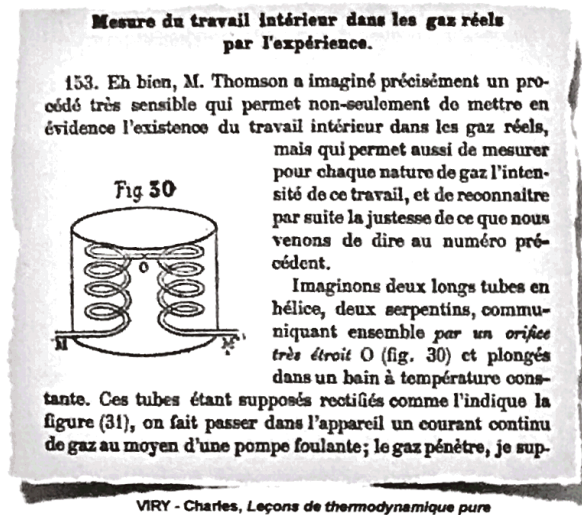 Mesure du travail intérieur dans les gaz réels
par l'expérience.
153. Eh bien, M. Thomson a imaginé précisément un pro-
cédé très sensible qui permet non-seulement de mettre en
évidence l'existence du travail intérieur dans les gaz réels,
mais qui permet aussi de mesurer
pour chaque nature de gaz l'inten-
sité de ce travail, et de reconnaitre
par suite la justesse de ce que nous
venons de dire au numéro pré-
cédent.
Fig 30
O
M
M'
Imaginons deux longs tubes en
hélice, deux serpentins, commu-
niquant ensemble par un orifice
très étroit O (fig. 30) et plongés
dans un bain à température cons-
tante. Ces tubes étant supposés rectifiés comme l'indique la
figure (31), on fait passer dans l'appareil un courant continu
de gaz au moyen d'une pompe foulante; le gaz pénètre, je sup-
VIRY - Charles, Leçons de thermodynamique pure